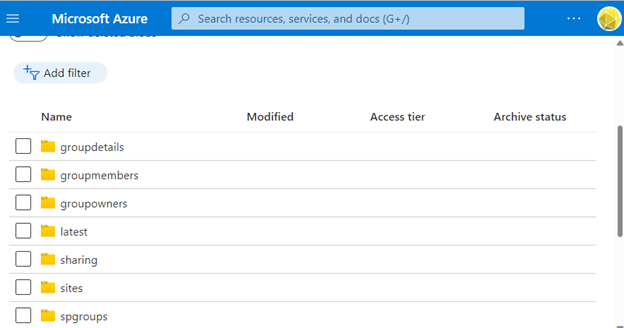 Microsoft Azure
Search resources, services, and docs (G+/)
...
Add filter
Name Modified Access tier Archive status
groupdetails
groupmembers
groupowners
latest
sharing
sites
spgroups